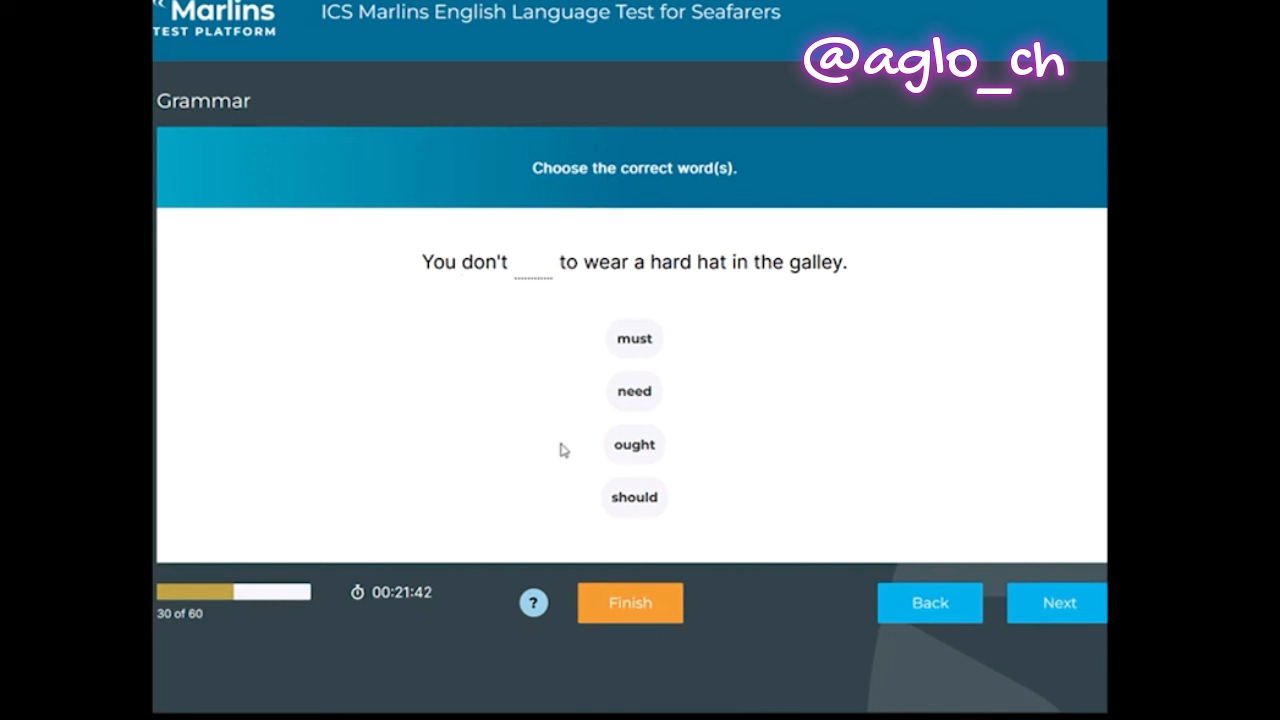 Marlins
TEST PLATFORM
ICS Marlins English Language Test for Seafarers
@aglo_ch
Grammar
Choose the correct word(s).
You don't ____ to wear a hard hat in the galley.
must
need
ought
should
30 of 60
00:21:42
?
Finish
Back
Next